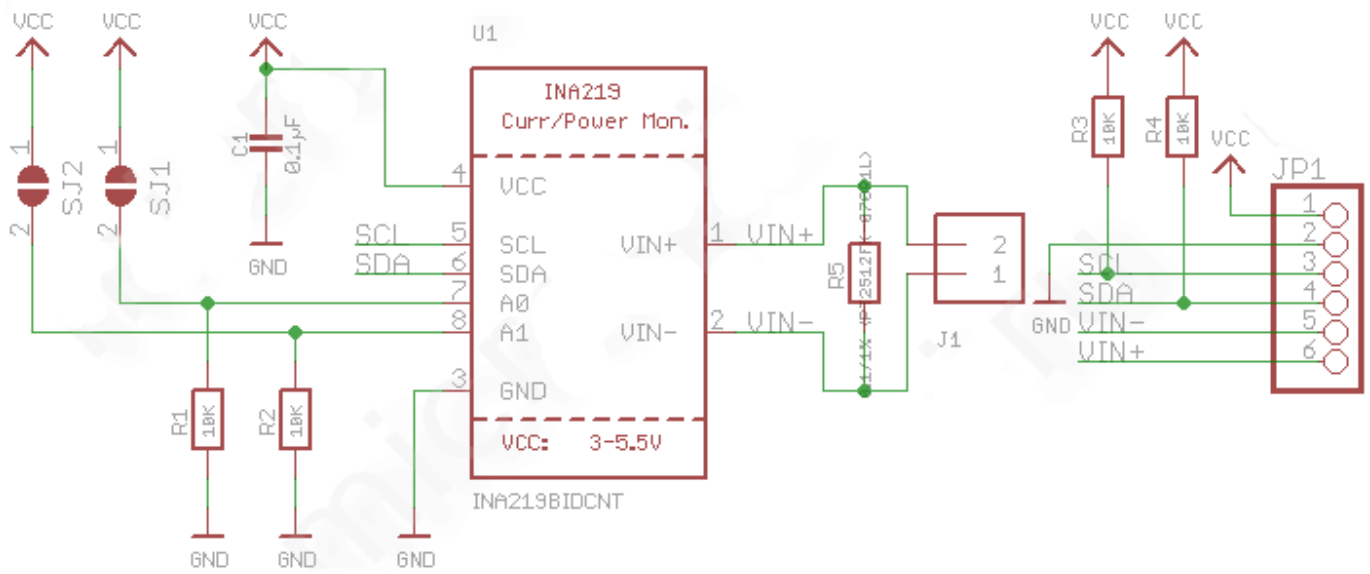 VCC
VCC
VCC
U1
VCC
VCC
INA219
Curr/Power Mon.
R3
10K
R4
10K
VCC
C1
0.1µF
1
SJ2
2
1
SJ1
2
JP1
4
VCC
1
SCL
5
SCL
VIN+
1
VIN+
R5
2
2
SDA
6
SDA
1
SCL
3
7
A0
SDA
4
GND
8
A1
VIN-
2
VIN-
J1
GND
VIN-
5
VIN+
6
3
GND
R1
10K
R2
10K
VCC: 3-5.5V
INA219BIDCNT
GND
GND
GND